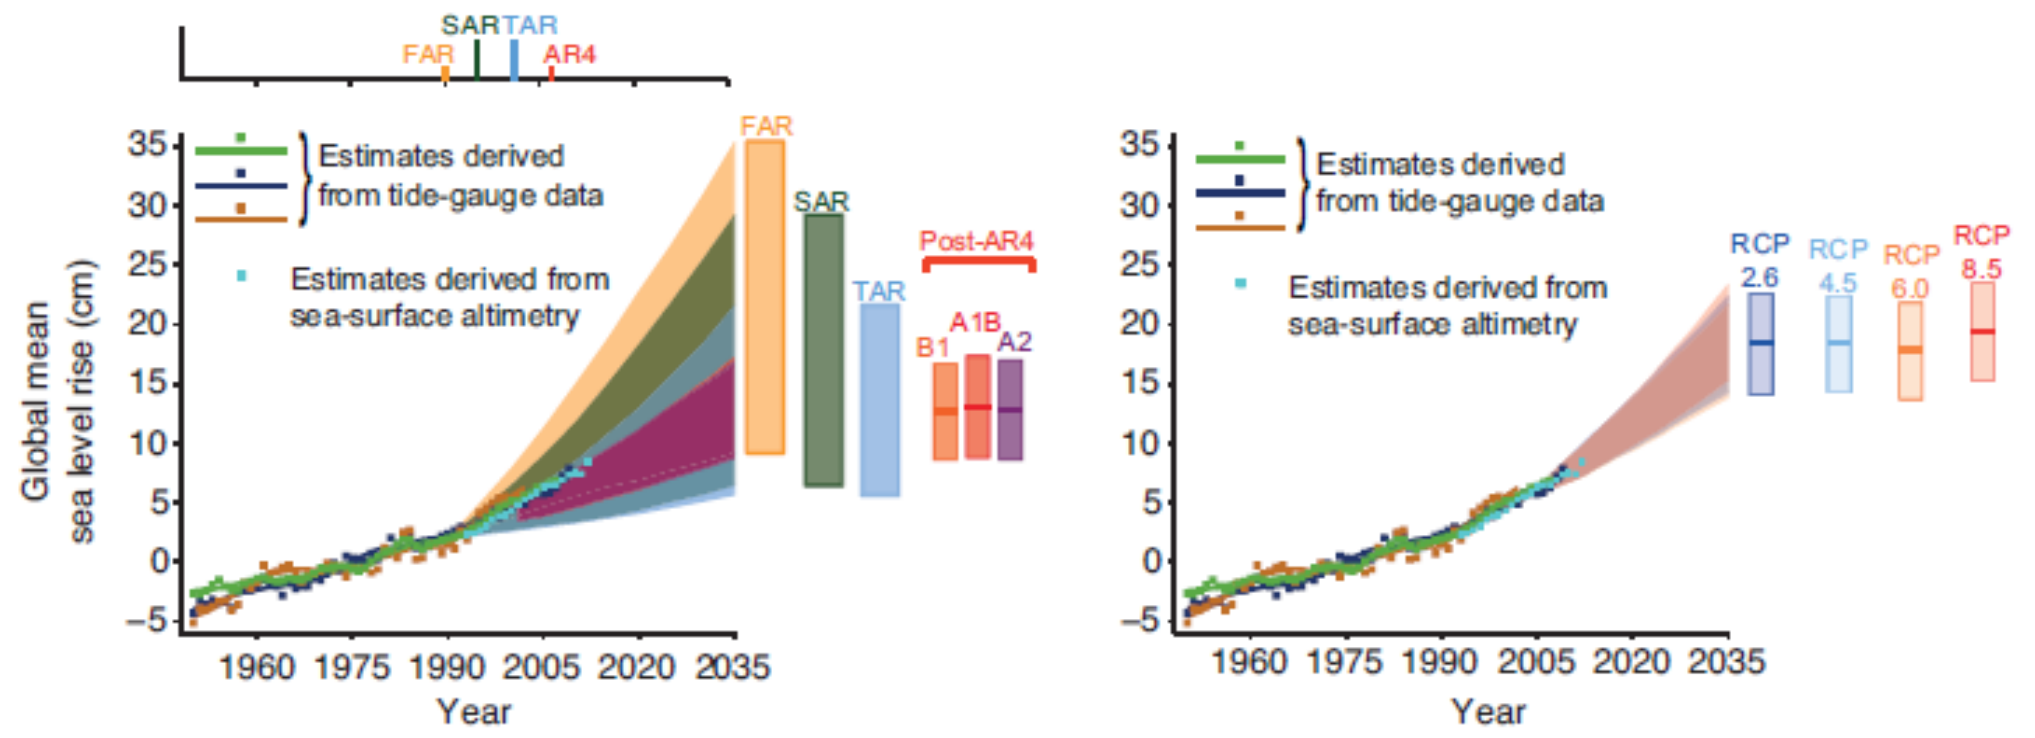 SAR TAR
FAR AR4
35
30
25
20
15
10
5
0
−5
Global mean
sea level rise (cm)
Estimates derived
from tide-gauge data
Estimates derived from
sea-surface altimetry
FAR
SAR
TAR
Post-AR4
B1
A1B
A2
1960 1975 1990 2005 2020 2035
Year
35
30
25
20
15
10
5
0
−5
Estimates derived
from tide-gauge data
Estimates derived from
sea-surface altimetry
RCP
2.6
RCP
4.5
RCP
6.0
RCP
8.5
1960 1975 1990 2005 2020 2035
Year